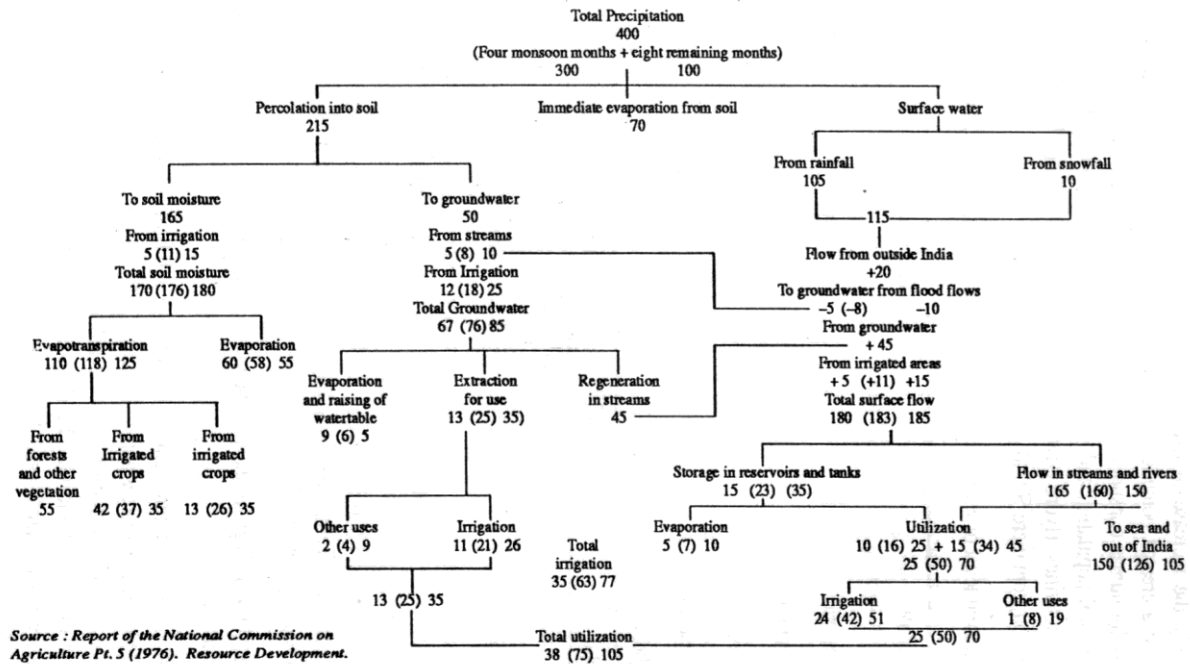 Total Precipitation
400
(Four monsoon months + eight remaining months)
300 100
Percolation into soil Immediate evaporation from soil Surface water
215 70
From rainfall From snowfall
105 10
115
To soil moisture
165
From irrigation
5 (11) 15
Total soil moisture
170 (176) 180
To groundwater
50
From streams
5 (8) 10
From Irrigation
12 (18) 25
Total Groundwater
67 (76) 85
Flow from outside India
+20
To groundwater from flood flows
–5 (–8) –10
From groundwater
+ 45
From irrigated areas
+ 5 (+11) +15
Total surface flow
180 (183) 185
Evapotranspiration
110 (118) 125
Evaporation
60 (58) 55
Evaporation
and raising of
watertable
9 (6) 5
Extraction
for use
13 (25) 35)
Regeneration
in streams
45
From
forests
and other
vegetation
55
From
Irrigated
crops
42 (37) 35
From
irrigated
crops
13 (26) 35
Storage in reservoirs and tanks
15 (23) (35)
Flow in streams and rivers
165 (160) 150
Other uses
2 (4) 9
Irrigation
11 (21) 26
Total
irrigation
35 (63) 77
Evaporation
5 (7) 10
Utilization
10 (16) 25 + 15 (34) 45
25 (50) 70
To sea and
out of India
150 (126) 105
13 (25) 35
Irrigation
24 (42) 51
Other uses
1 (8) 19
25 (50) 70
Total utilization
38 (75) 105
Source : Report of the National Commission on
Agriculture Pt. 5 (1976). Resource Development.